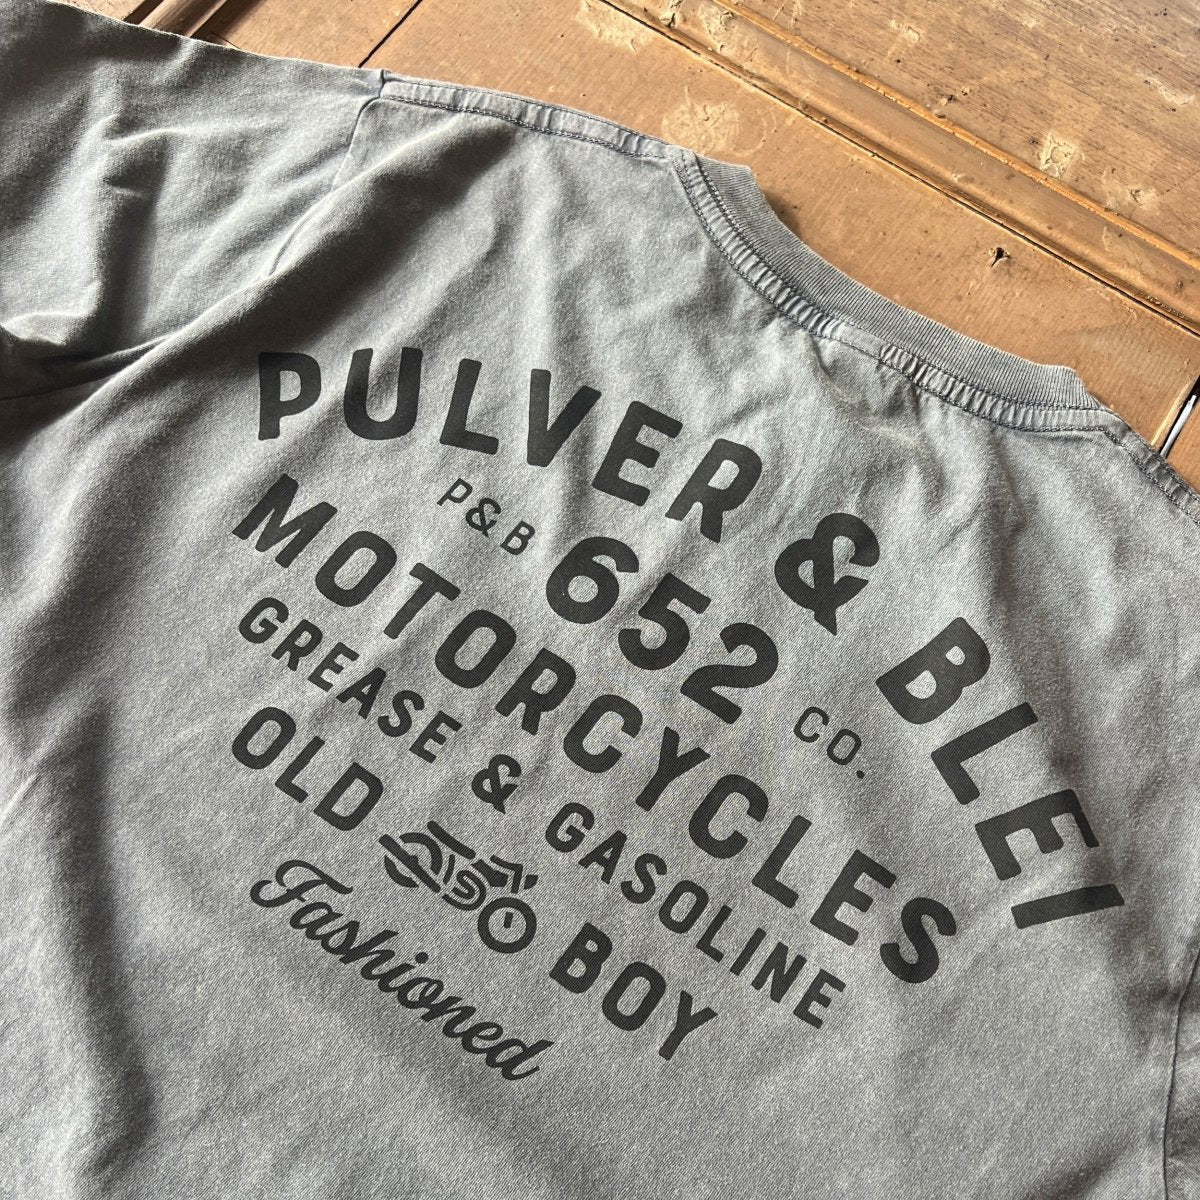 PULVER & BLEI
P&B 652 CO.
MOTORCYCLES
GREASE & GASOLINE
OLD BOY
Fashioned